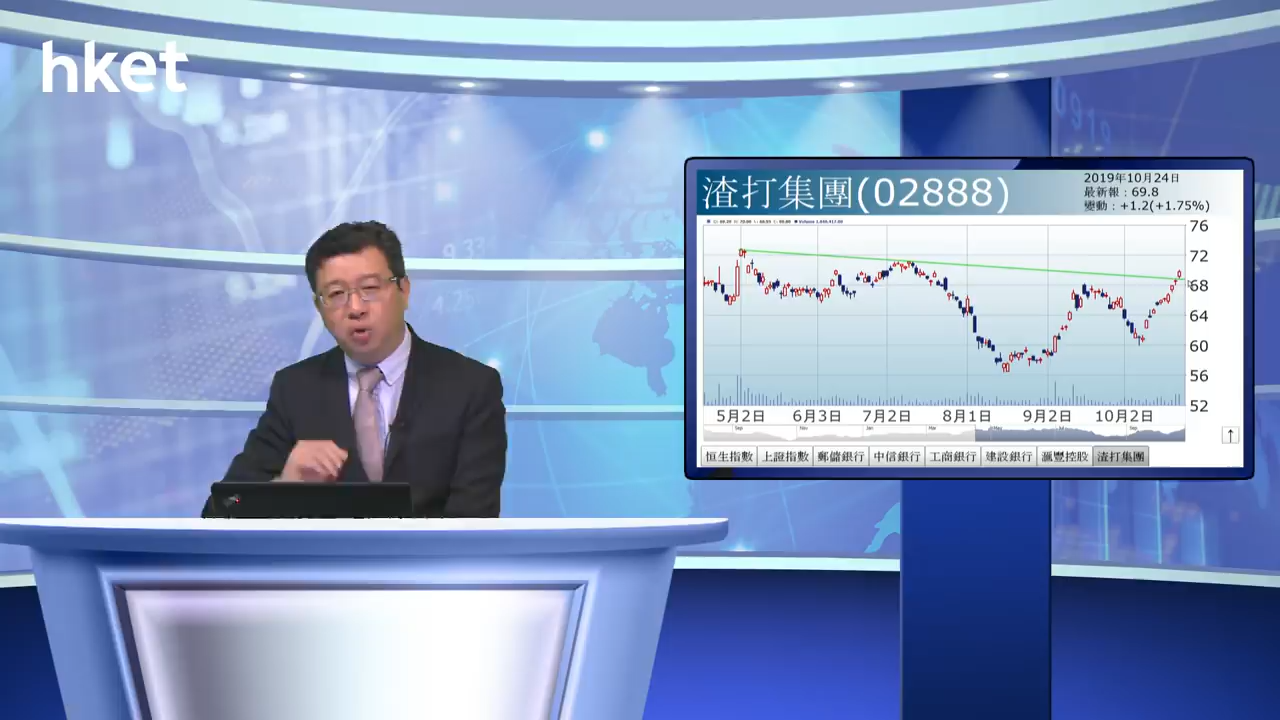 hket
9.33
4.28
渣打集團(02888)
2019年10月24日
最新報：69.8
變動：+1.2(+1.75%)
76
72
68
64
60
56
52
5月2日 6月3日 7月2日 8月1日 9月2日 10月2日
恒生指數 上證指數 郵儲銀行 中信銀行 工商銀行 建設銀行 滙豐控股 渣打集團